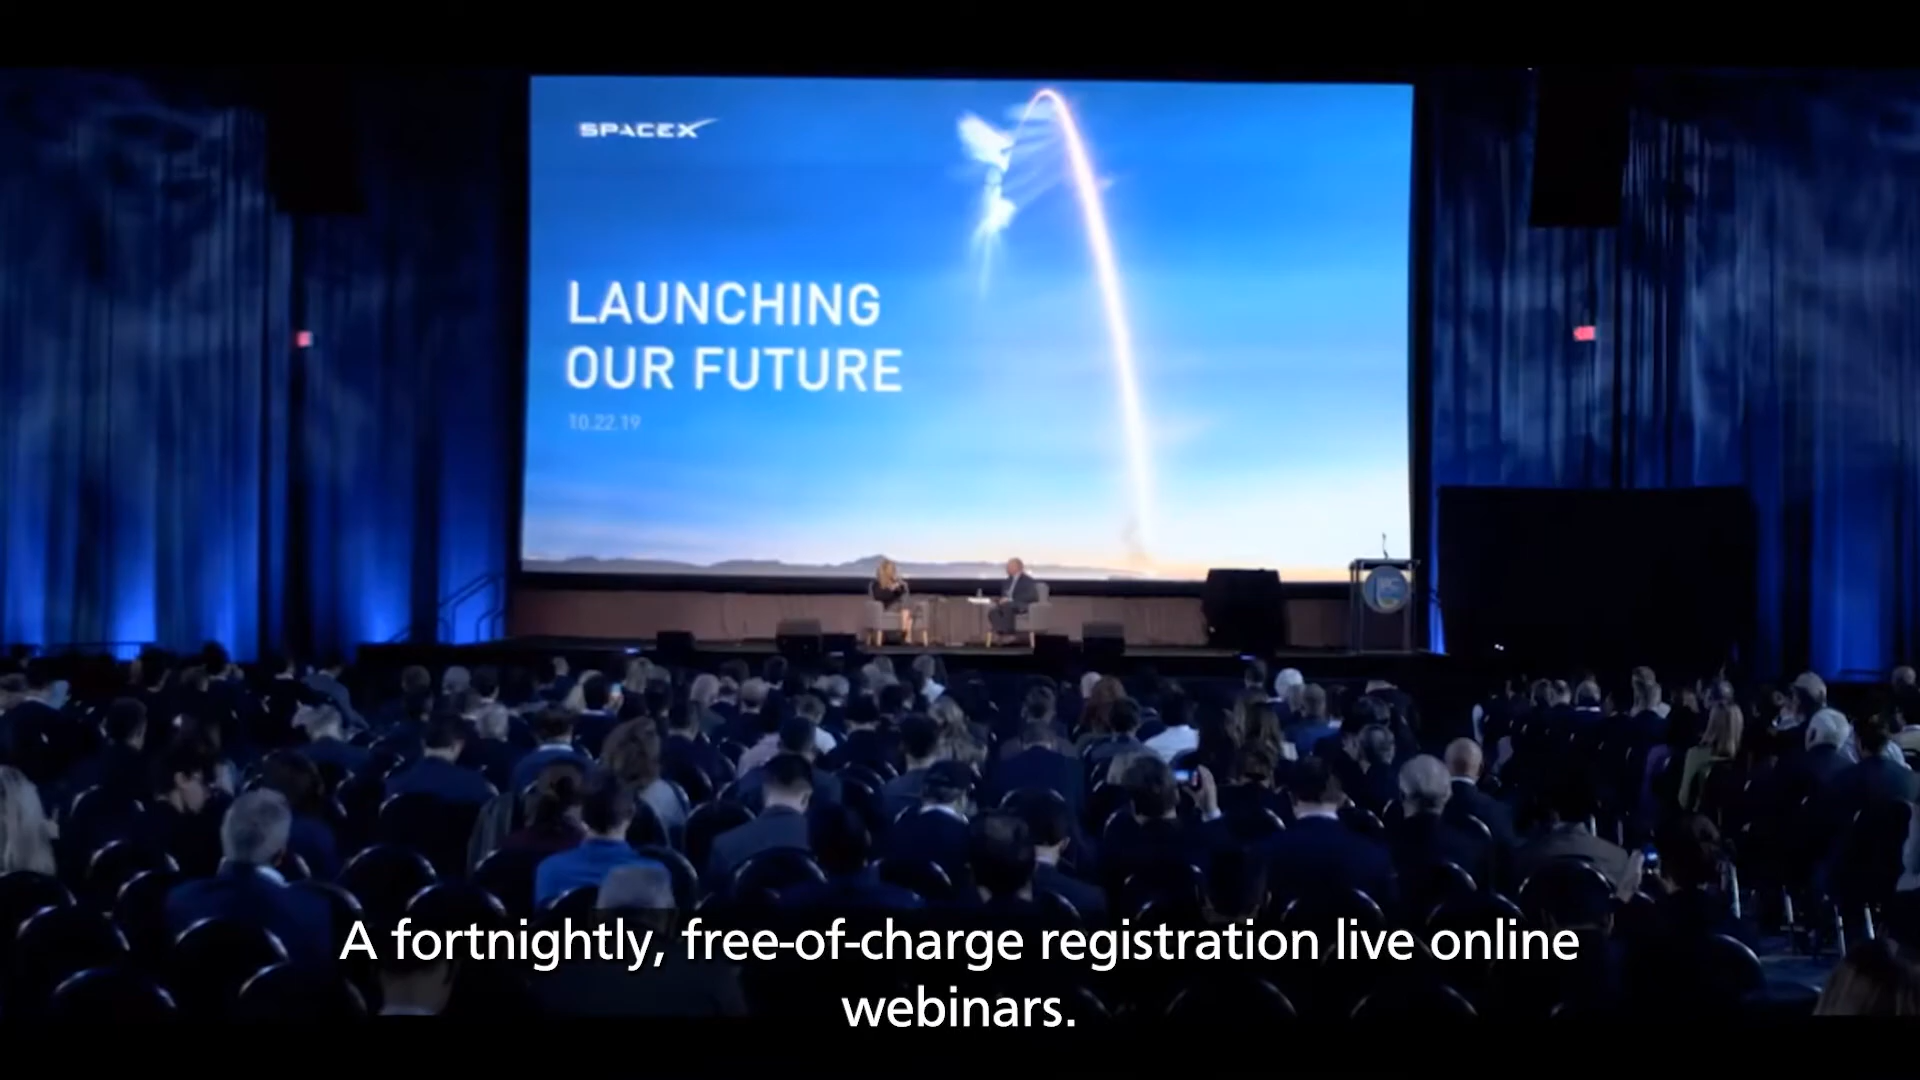 SPACEX
LAUNCHING
OUR FUTURE
10.22.19
A fortnightly, free-of-charge registration live online
webinars.